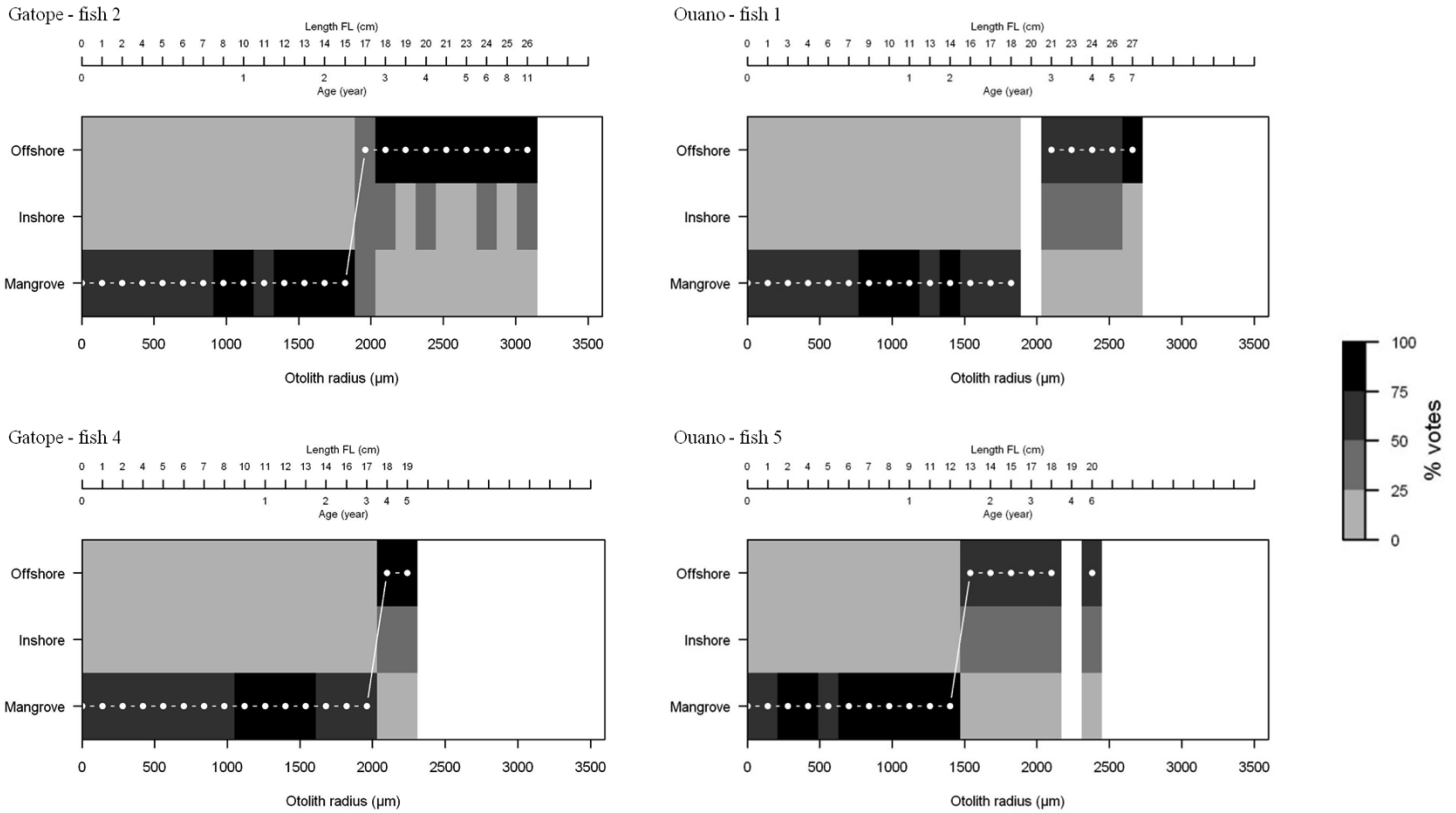 Gatope - fish 2
Length FL (cm)
0 1 2 4 5 6 7 8 10 11 12 13 14 15 17 18 19 20 21 23 24 25 26
0 1 2 3 4 5 6 8 11
Age (year)
Offshore
Inshore
Mangrove
0 500 1000 1500 2000 2500 3000 3500
Otolith radius (µm)
Ouano - fish 1
Length FL (cm)
0 1 3 4 6 7 9 10 11 13 14 16 17 18 20 21 23 24 26 27
0 1 2 3 4 5 7
Age (year)
Offshore
Inshore
Mangrove
0 500 1000 1500 2000 2500 3000 3500
Otolith radius (µm)
Gatope - fish 4
Length FL (cm)
0 1 2 4 5 6 7 8 10 11 12 13 14 16 17 18 19
0 1 2 3 4 5
Age (year)
Offshore
Inshore
Mangrove
0 500 1000 1500 2000 2500 3000 3500
Otolith radius (µm)
Ouano - fish 5
Length FL (cm)
0 1 2 4 5 6 7 8 9 11 12 13 14 15 17 18 19 20
0 1 2 3 4 6
Age (year)
Offshore
Inshore
Mangrove
0 500 1000 1500 2000 2500 3000 3500
Otolith radius (µm)
100
75
50
25
0
% votes